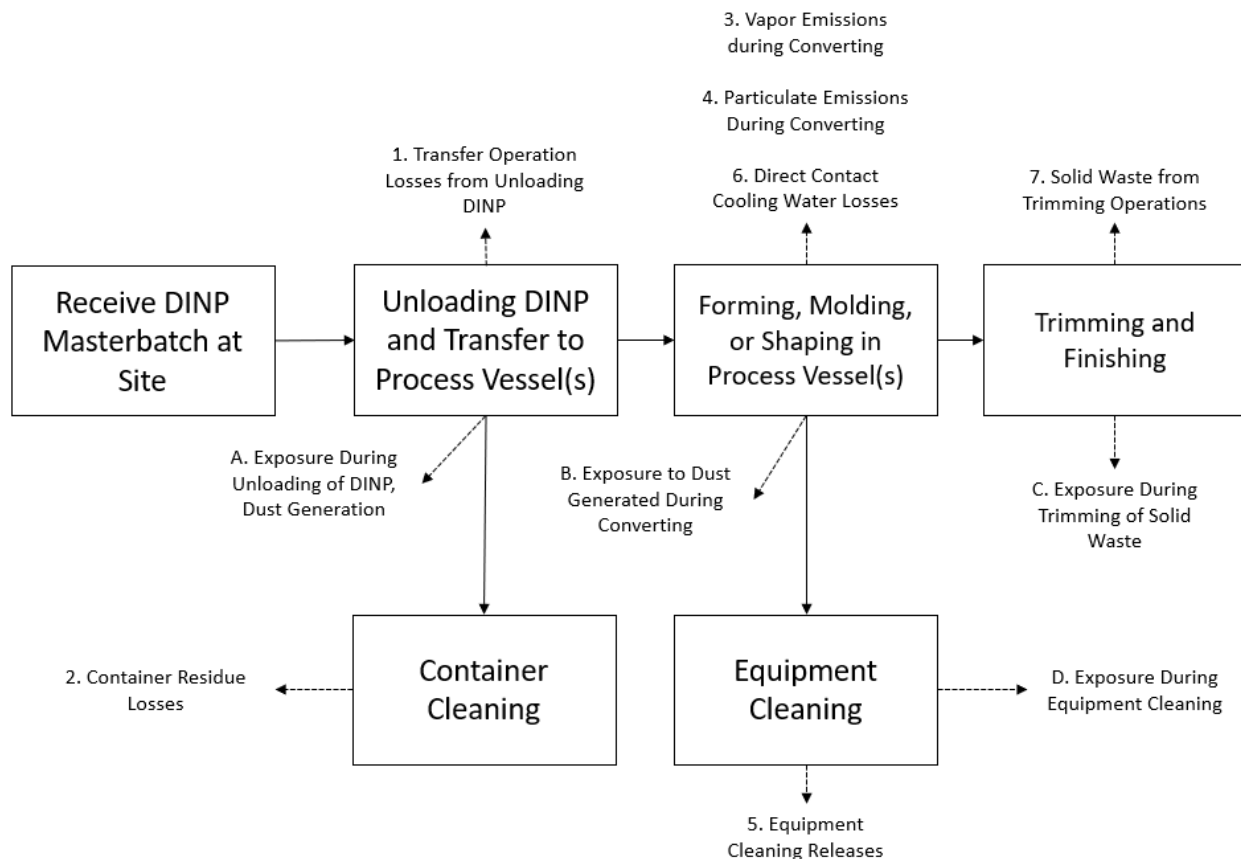 3. Vapor Emissions
during Converting
4. Particulate Emissions
During Converting
1. Transfer Operation
Losses from Unloading
DINP
6. Direct Contact
Cooling Water Losses
7. Solid Waste from
Trimming Operations
Receive DINP
Masterbatch at
Site
Unloading DINP
and Transfer to
Process Vessel(s)
Forming, Molding,
or Shaping in
Process Vessel(s)
Trimming and
Finishing
A. Exposure During
Unloading of DINP,
Dust Generation
B. Exposure to Dust
Generated During
Converting
C. Exposure During
Trimming of Solid
Waste
2. Container Residue
Losses
Container
Cleaning
Equipment
Cleaning
D. Exposure During
Equipment Cleaning
5. Equipment
Cleaning Releases